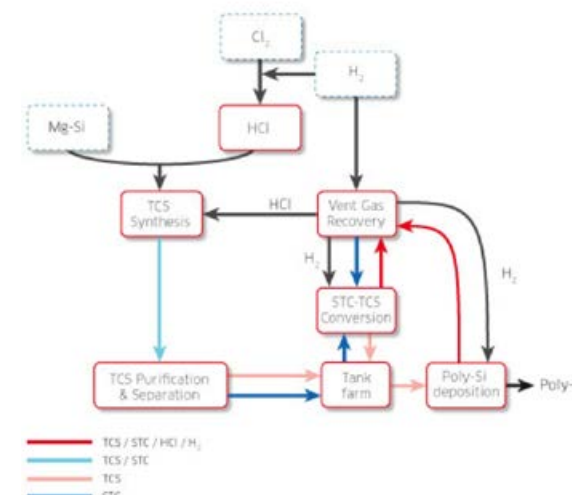 Cl₂
H₂
Mg-Si
HCl
TCS
Synthesis
HCl
Vent Gas
Recovery
H₂
H₂
STC-TCS
Conversion
TCS Purification
& Separation
Tank
farm
Poly-Si
deposition
Poly-
TCS / STC / HCl / H₂
TCS / STC
TCS
STC